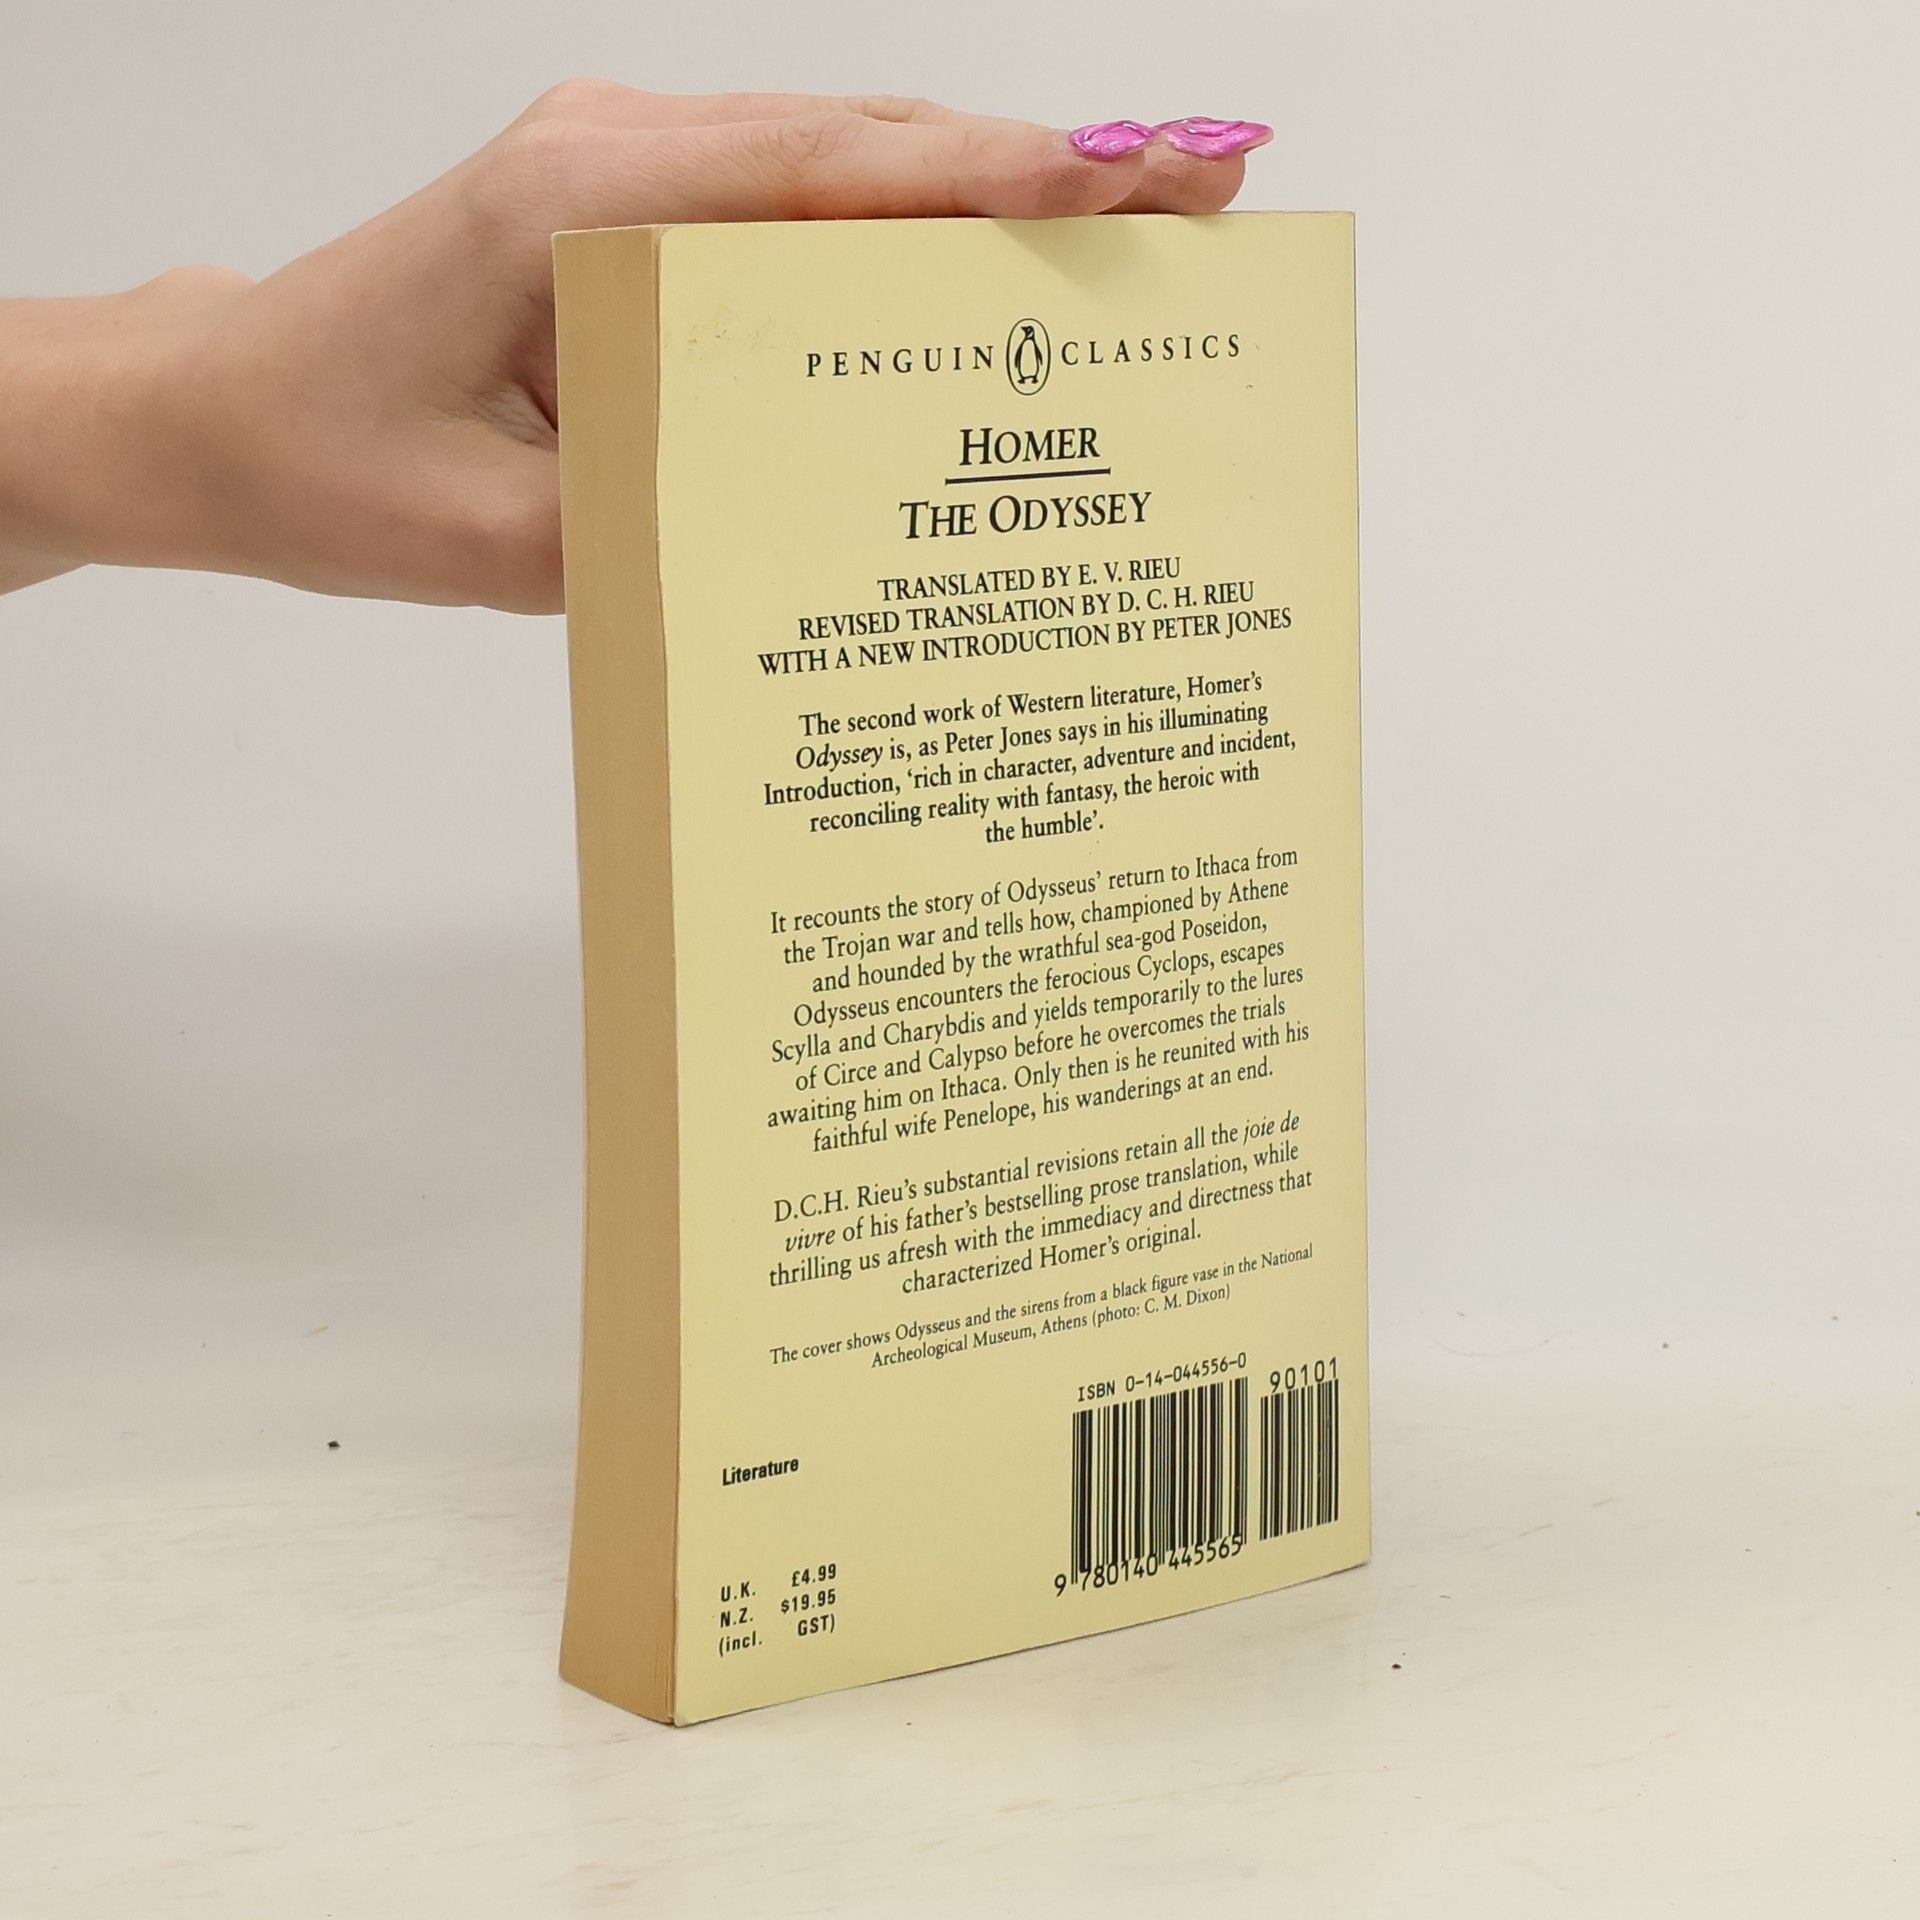 PENGUIN CLASSICS
HOMER
THE ODYSSEY
TRANSLATED BY E. V. RIEU
REVISED TRANSLATION BY D. C. H. RIEU
WITH A NEW INTRODUCTION BY PETER JONES
The second work of Western literature, Homer's
Odyssey is, as Peter Jones says in his illuminating
Introduction, 'rich in character, adventure and incident,
reconciling reality with fantasy, the heroic with
the humble'.
It recounts the story of Odysseus' return to Ithaca from
the Trojan war and tells how, championed by Athene
and hounded by the wrathful sea-god Poseidon,
Odysseus encounters the ferocious Cyclops, escapes
Scylla and Charybdis and yields temporarily to the lures
of Circe and Calypso before he overcomes the trials
awaiting him on Ithaca. Only then is he reunited with his
faithful wife Penelope, his wanderings at an end.
D.C.H. Rieu's substantial revisions retain all the joie de
vivre of his father's bestselling prose translation, while
thrilling us afresh with the immediacy and directness that
characterized Homer's original.
The cover shows Odysseus and the sirens from a black figure vase in the National
Archeological Museum, Athens (photo: C. M. Dixon)
ISBN 0-14-044556-0
90101
9 780140 445565
Literature
U.K. £4.99
N.Z. $19.95
(incl. GST)